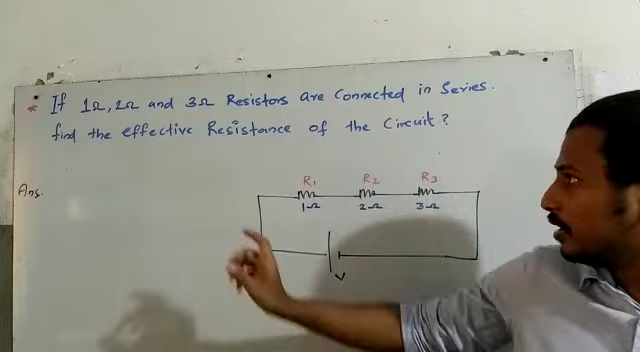 * If 1Ω, 2Ω and 3Ω Resistors are Connected in Series.
find the effective Resistance of the Circuit?
Ans.
R1 R2 R3
1Ω 2Ω 3Ω
V